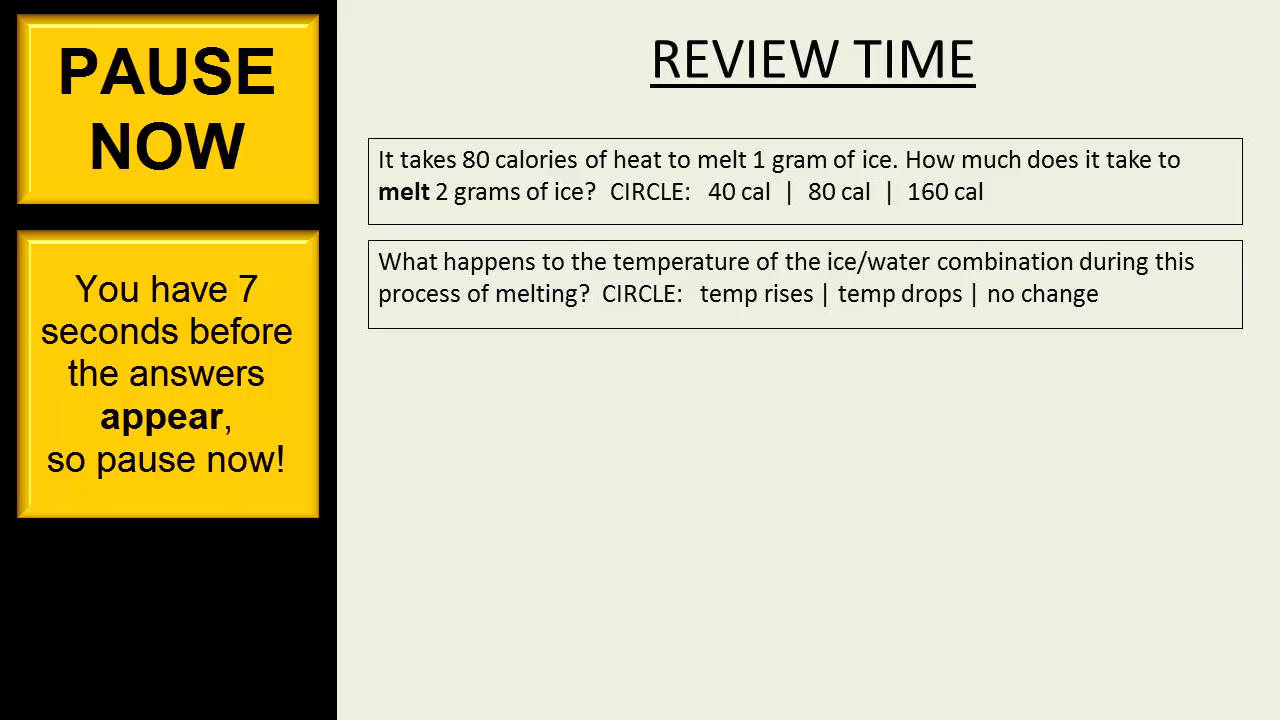 PAUSE
NOW
You have 7
seconds before
the answers
appear,
so pause now!
REVIEW TIME
It takes 80 calories of heat to melt 1 gram of ice. How much does it take to
melt 2 grams of ice?  CIRCLE:   40 cal  |  80 cal  |  160 cal
What happens to the temperature of the ice/water combination during this
process of melting?  CIRCLE:   temp rises | temp drops | no change